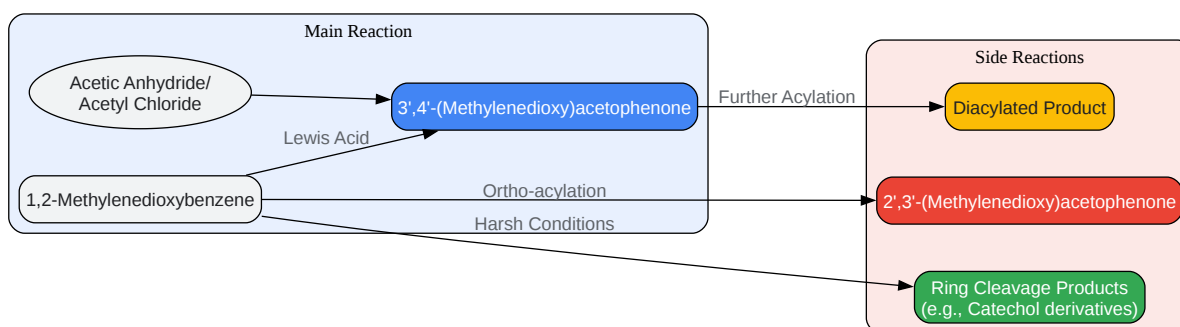 Main Reaction
Side Reactions
Acetic Anhydride/
Acetyl Chloride
3',4'-(Methylenedioxy)acetophenone
Further Acylation
Diacylated Product
Lewis Acid
1,2-Methylenedioxybenzene
Ortho-acylation
2',3'-(Methylenedioxy)acetophenone
Harsh Conditions
Ring Cleavage Products
(e.g., Catechol derivatives)